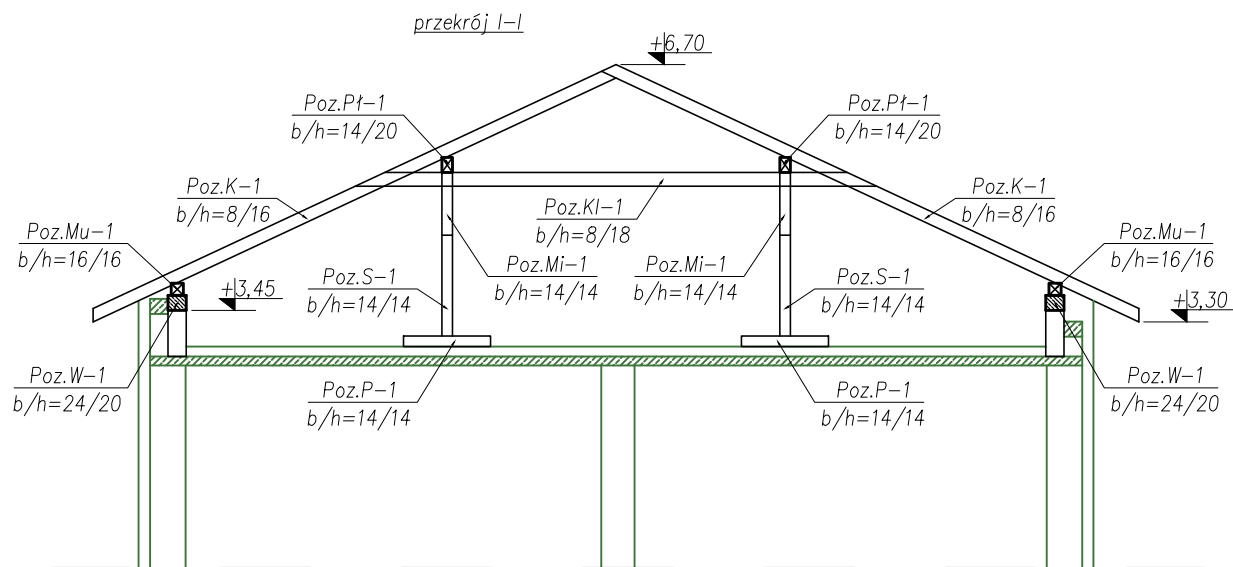 przekrój I-I
+6,70
Poz.Pł-1
b/h=14/20
Poz.Pł-1
b/h=14/20
Poz.K-1
b/h=8/16
Poz.Kl-1
b/h=8/18
Poz.K-1
b/h=8/16
Poz.Mu-1
b/h=16/16
Poz.Mu-1
b/h=16/16
Poz.Mi-1
b/h=14/14
Poz.Mi-1
b/h=14/14
+3,45
Poz.S-1
b/h=14/14
Poz.S-1
b/h=14/14
+3,30
Poz.W-1
b/h=24/20
Poz.P-1
b/h=14/14
Poz.P-1
b/h=14/14
Poz.W-1
b/h=24/20